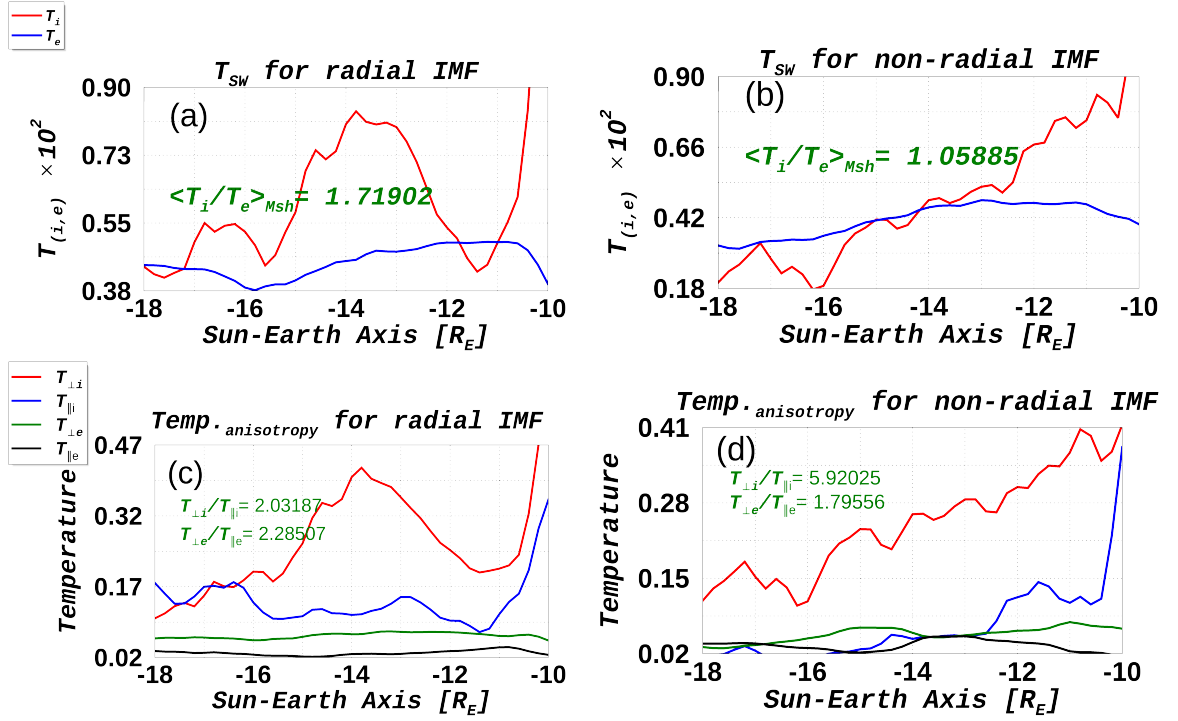 T_i
T_e
T_SW for radial IMF
(a)
0.90
0.73
0.55
0.38
T_(i,e) ×10^2
<T_i/T_e>_Msh= 1.71902
-18 -16 -14 -12 -10
Sun-Earth Axis [R_E]
T_SW for non-radial IMF
(b)
0.90
0.66
0.42
0.18
T_(i,e) ×10^2
<T_i/T_e>_Msh= 1.05885
-18 -16 -14 -12 -10
Sun-Earth Axis [R_E]
T_⊥i
T_∥i
T_⊥e
T_∥e
Temp._anisotropy for radial IMF
(c)
0.47
0.32
0.17
0.02
Temperature
T_⊥i/T_∥i= 2.03187
T_⊥e/T_∥e= 2.28507
-18 -16 -14 -12 -10
Sun-Earth Axis [R_E]
Temp._anisotropy for non-radial IMF
(d)
0.41
0.28
0.15
0.02
Temperature
T_⊥i/T_∥i= 5.92025
T_⊥e/T_∥e= 1.79556
-18 -16 -14 -12 -10
Sun-Earth Axis [R_E]